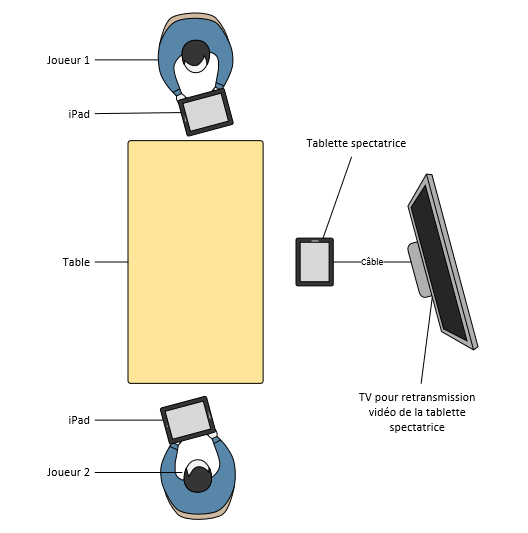 Joueur 1
iPad
Tablette spectatrice
Table
Câble
TV pour retransmission
vidéo de la tablette
spectatrice
iPad
Joueur 2